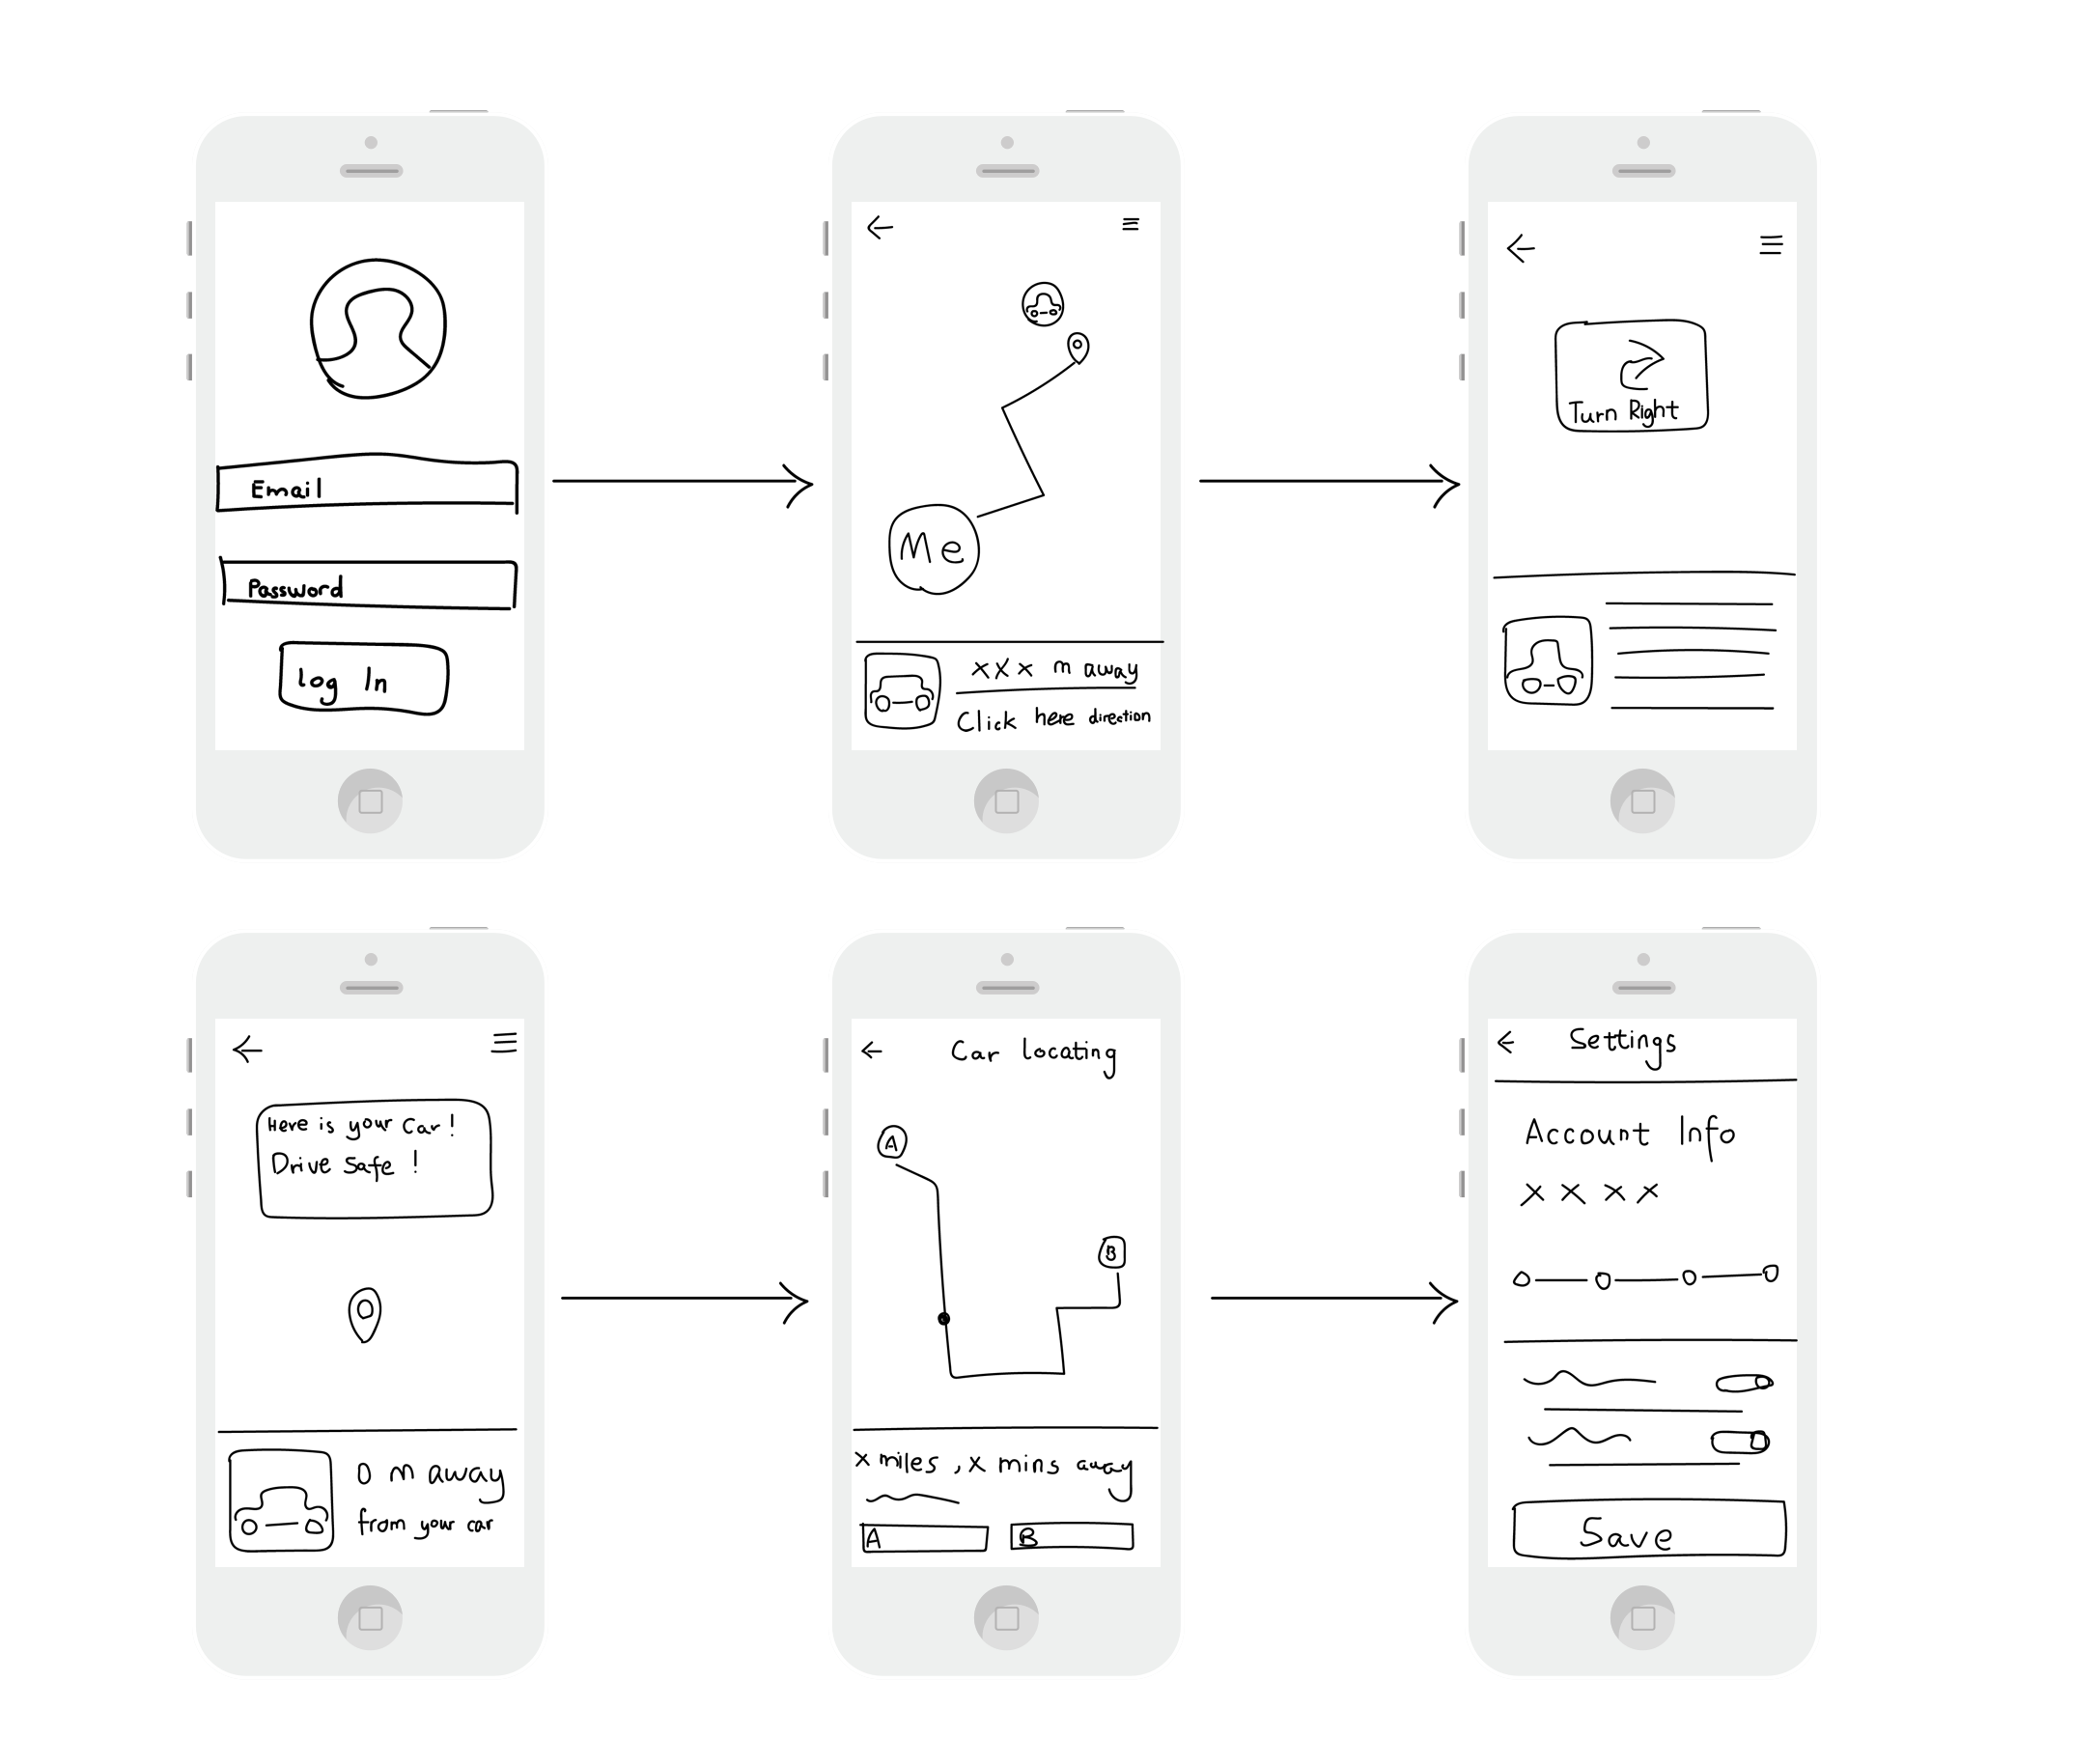 Email
Password
Log In
Me
xxx m away
Click here direction
Turn Right
Here is your Car!
Drive Safe!
0 m away
from your car
Car locating
A
B
x miles, x mins away
A
B
Settings
Account Info
x x x x
Save